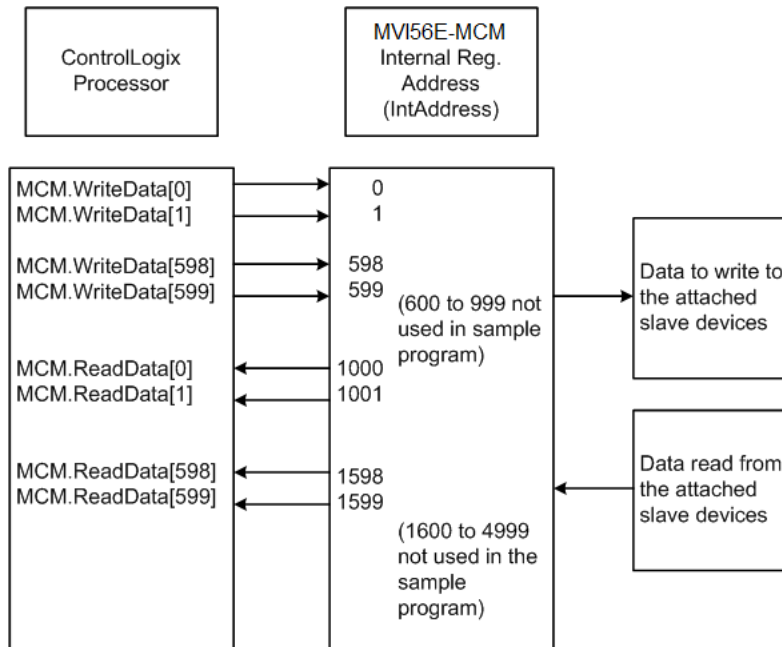 ControlLogix
Processor
MVI56E-MCM
Internal Reg.
Address
(IntAddress)
MCM.WriteData[0]
MCM.WriteData[1]
MCM.WriteData[598]
MCM.WriteData[599]
MCM.ReadData[0]
MCM.ReadData[1]
MCM.ReadData[598]
MCM.ReadData[599]
0
1
598
599
(600 to 999 not
used in sample
program)
1000
1001
1598
1599
(1600 to 4999
not used in the
sample
program)
Data to write to
the attached
slave devices
Data read from
the attached
slave devices